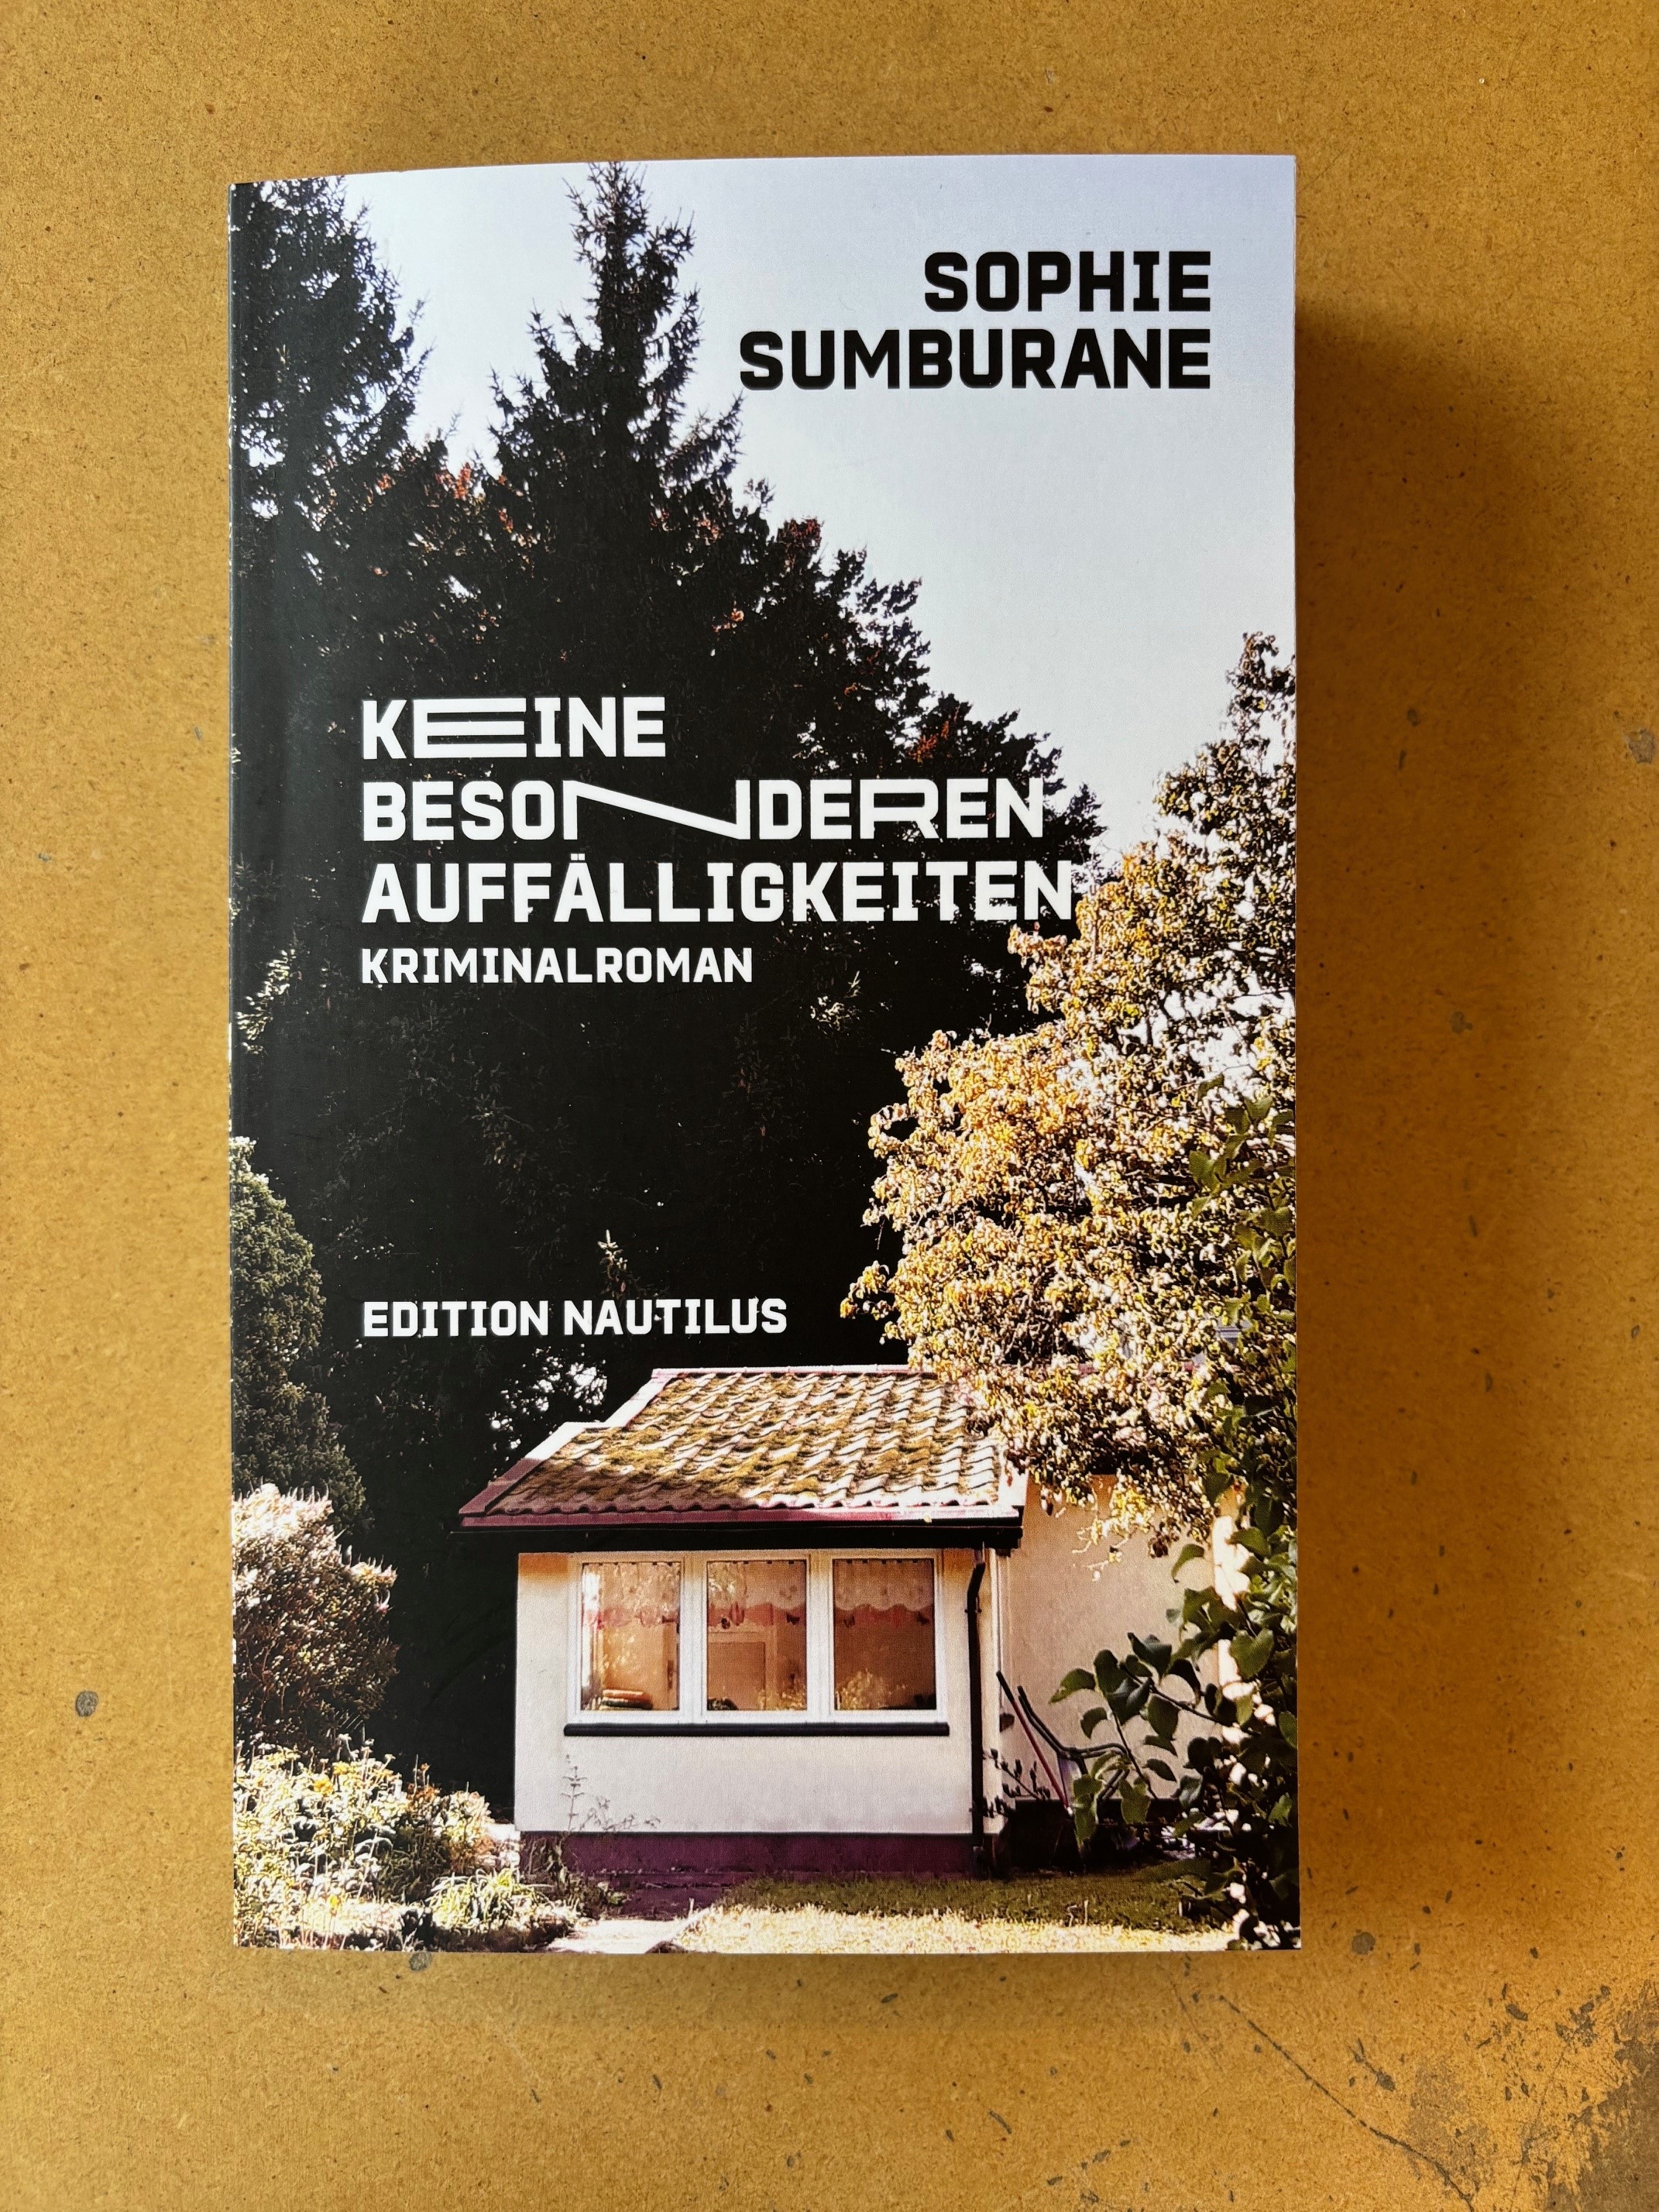 SOPHIE
SUMBURANE
KEINE
BESONDEREN
AUFFÄLLIGKEITEN
KRIMINALROMAN
EDITION NAUTILUS